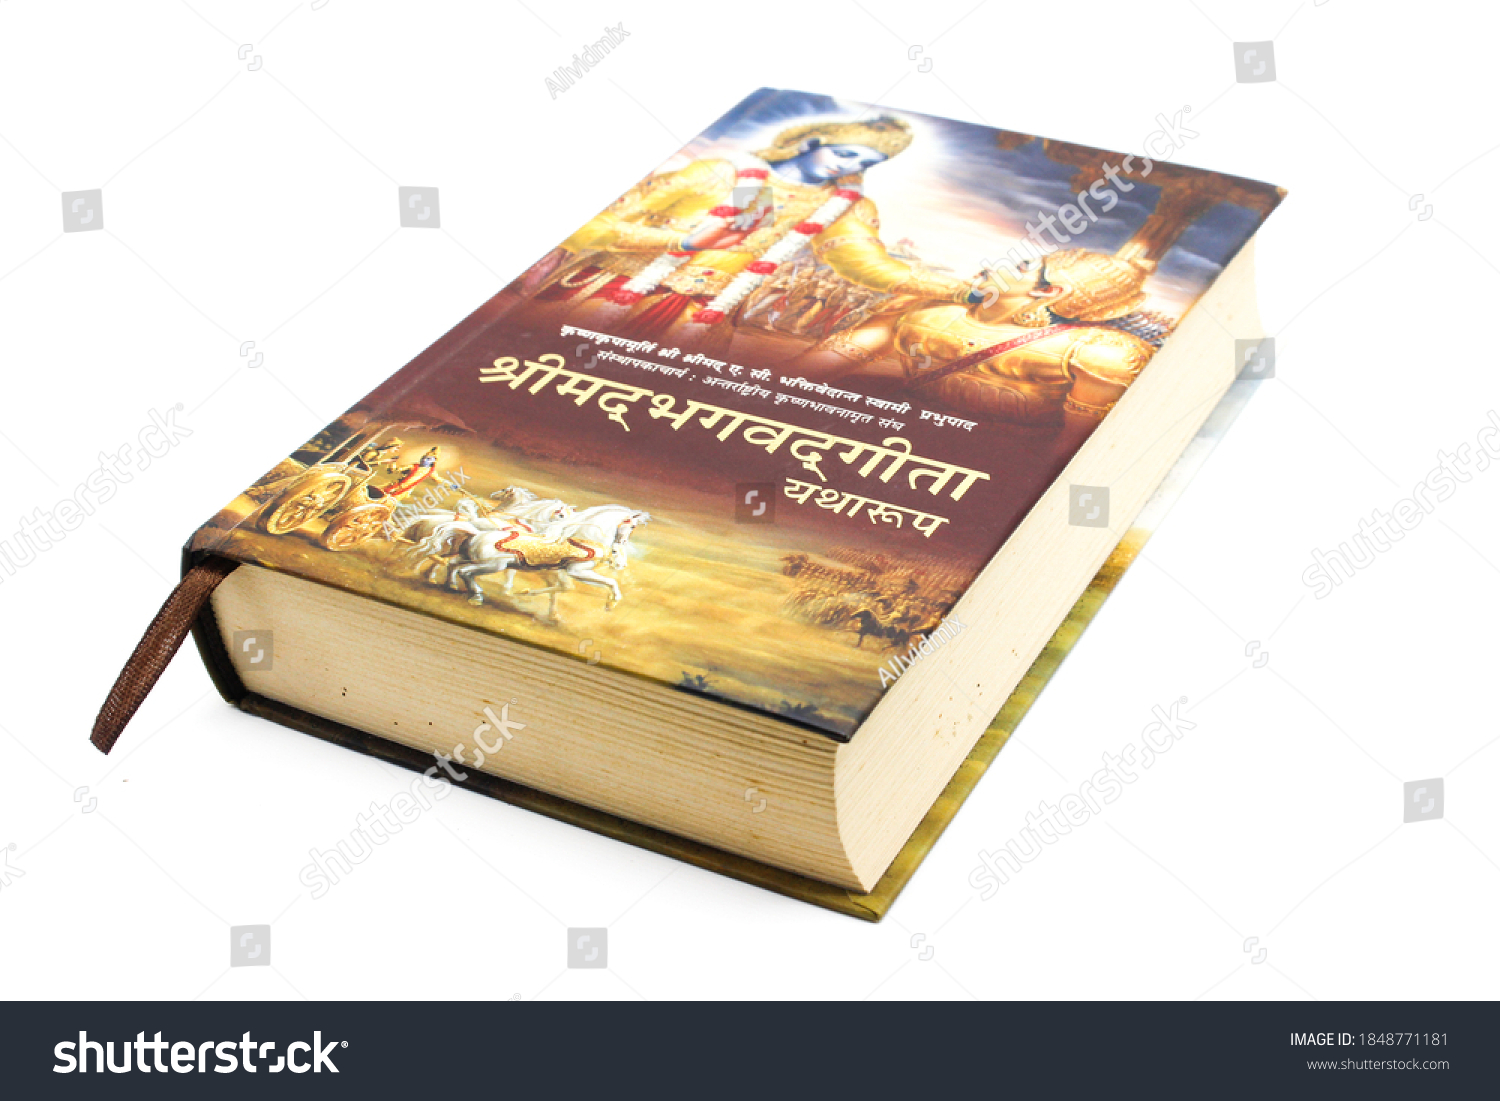 कृष्णकृपामूर्ति श्री श्रीमद् ए. सी. भक्तिवेदान्त स्वामी प्रभुपाद
संस्थापकाचार्य : अन्तर्राष्ट्रीय कृष्णभावनामृत संघ
श्रीमद्भगवद्गीता
यथारूप
Allvidmix
shutterstock
shutterstock
Allvidmix
shutterstock
shutterstock
Allvidmix
shutterstock
shutterstock
shutterstock®
IMAGE ID: 1848771181
www.shutterstock.com